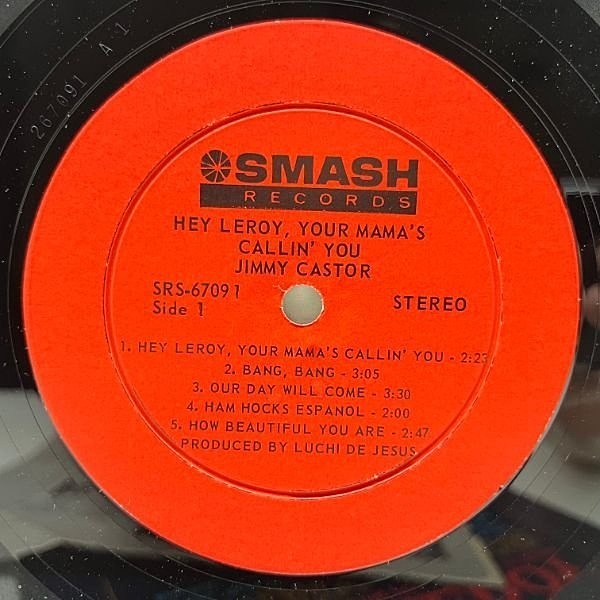 267091 A 1
SMASH
RECORDS
HEY LEROY, YOUR MAMA'S
CALLIN' YOU
JIMMY CASTOR
SRS-67091
STEREO
Side 1
1. HEY LEROY, YOUR MAMA'S CALLIN' YOU - 2:23
2. BANG, BANG - 3:05
3. OUR DAY WILL COME - 3:30
4. HAM HOCKS ESPANOL - 2:00
5. HOW BEAUTIFUL YOU ARE - 2:47
PRODUCED BY LUCHI DE JESUS